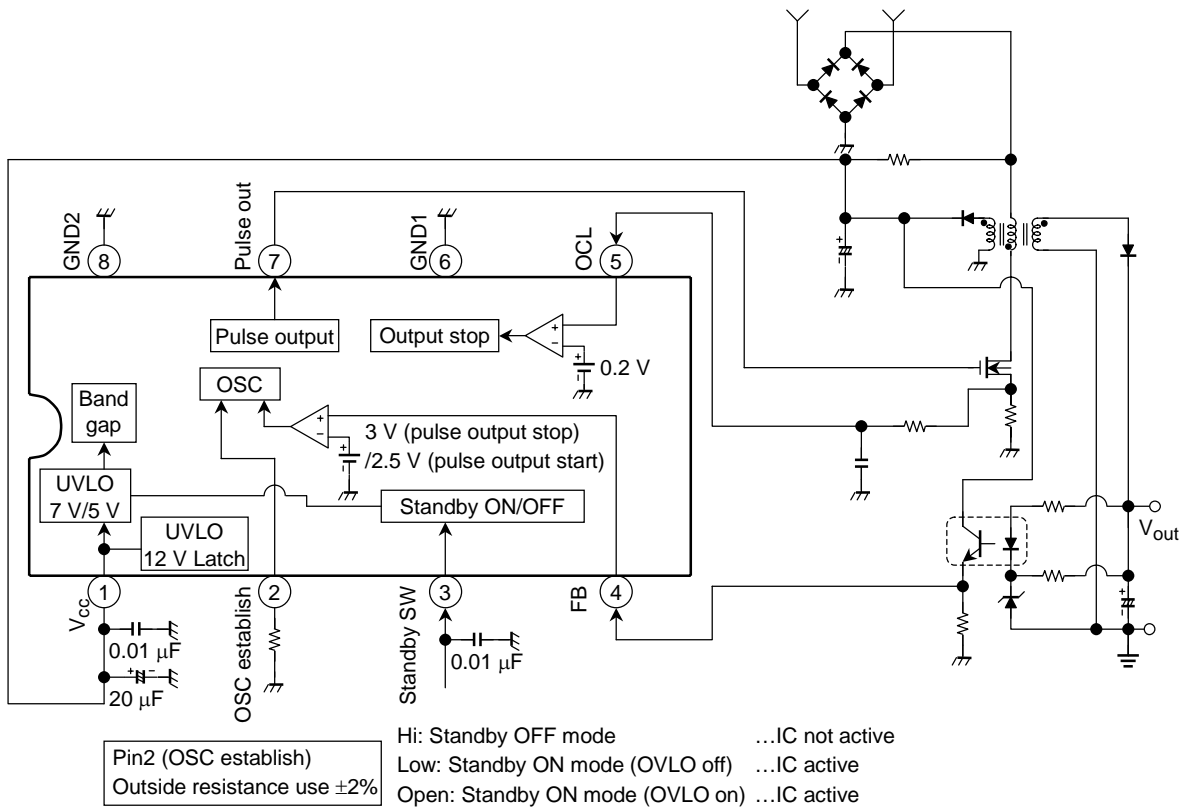 GND2
Pulse out
GND1
OCL
8
7
6
5
Pulse output
Output stop
+
−
+
−
0.2 V
OSC
Band
gap
+
−
+
−
3 V (pulse output stop)
/2.5 V (pulse output start)
UVLO
7 V/5 V
Standby ON/OFF
UVLO
12 V Latch
1
2
3
4
VCC
OSC establish
Standby SW
FB
0.01 μF
+ −
20 μF
0.01 μF
+
−
Vout
+
−
Pin2 (OSC establish)
Outside resistance use ±2%
Hi: Standby OFF mode …IC not active
Low: Standby ON mode (OVLO off) …IC active
Open: Standby ON mode (OVLO on) …IC active